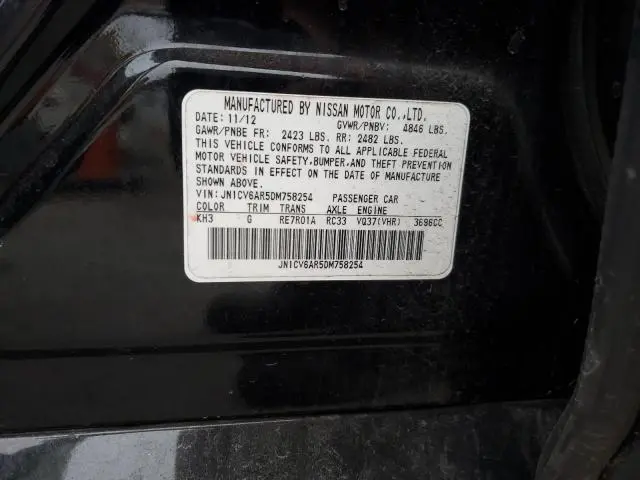 MANUFACTURED BY NISSAN MOTOR CO.,LTD.
DATE: 11/12 GVWR/PNBV: 4846 LBS.
GAWR/PNBE FR: 2423 LBS. RR: 2482 LBS.
THIS VEHICLE CONFORMS TO ALL APPLICABLE FEDERAL
MOTOR VEHICLE SAFETY,BUMPER,AND THEFT PREVENTION
STANDARDS IN EFFECT ON THE DATE OF MANUFACTURE
SHOWN ABOVE.
VIN: JN1CV6AR5DM758254 PASSENGER CAR
COLOR TRIM TRANS AXLE ENGINE
KH3 G RE7R01A RC33 VQ37(VHR) 3696CC
JN1CV6AR5DM758254